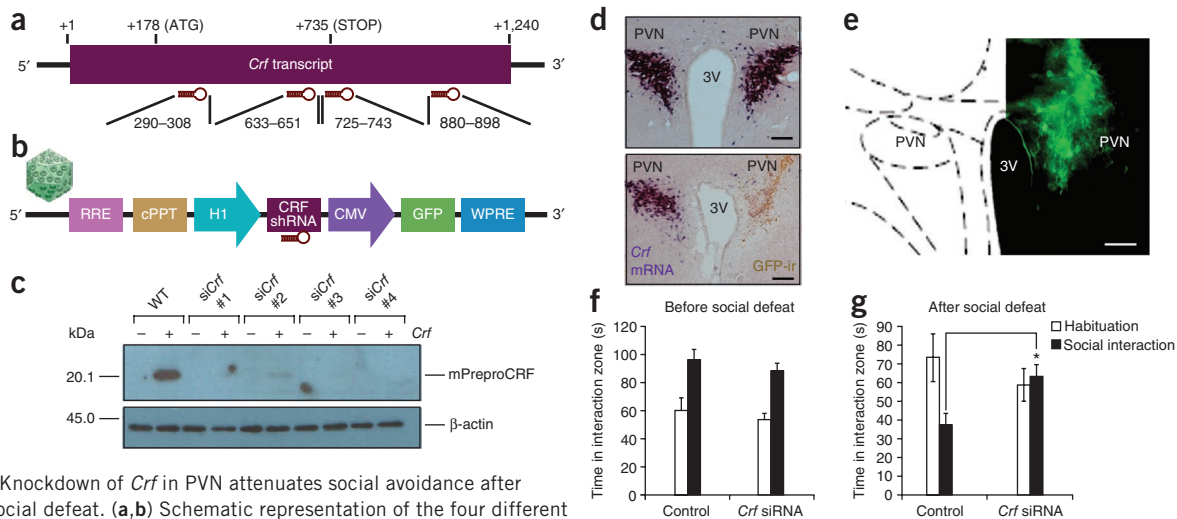 a
+1 +178 (ATG) +735 (STOP) +1,240
5′ Crf transcript 3′
290–308 633–651 725–743 880–898
b
5′ RRE cPPT H1 CRF shRNA CMV GFP WPRE 3′
c
WT siCrf #1 siCrf #2 siCrf #3 siCrf #4
kDa – + – + – + – + – + Crf
20.1 mPreproCRF
45.0 β-actin
Knockdown of Crf in PVN attenuates social avoidance after
ocial defeat. (a,b) Schematic representation of the four different
d
PVN PVN
3V
PVN PVN
3V
Crf
mRNA GFP-ir
e
PVN 3V PVN
f
Before social defeat
Time in interaction zone (s)
120
100
80
60
40
20
0
Control Crf siRNA
g
After social defeat
Time in interaction zone (s)
90
80
70
60
50
40
30
20
10
0
*
Habituation
Social interaction
Control Crf siRNA